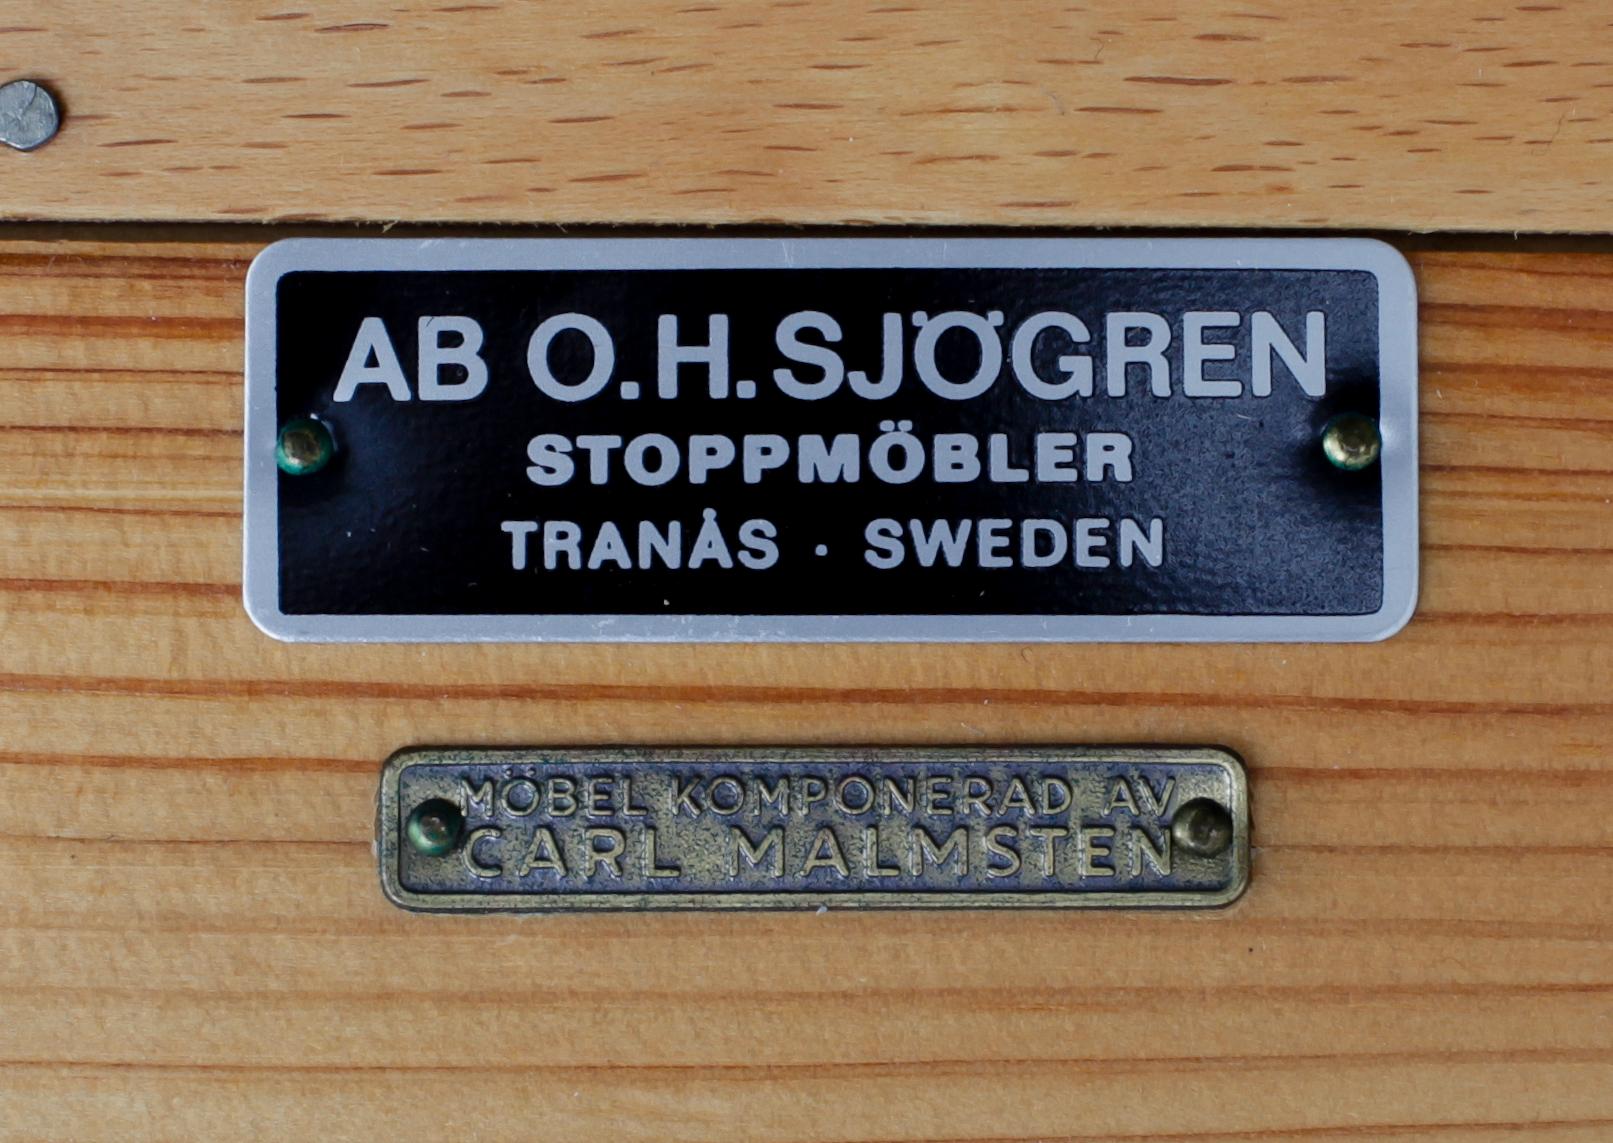 AB O.H.SJÖGREN
STOPPMÖBLER
TRANÅS · SWEDEN
MÖBEL KOMPONERAD AV
CARL MALMSTEN